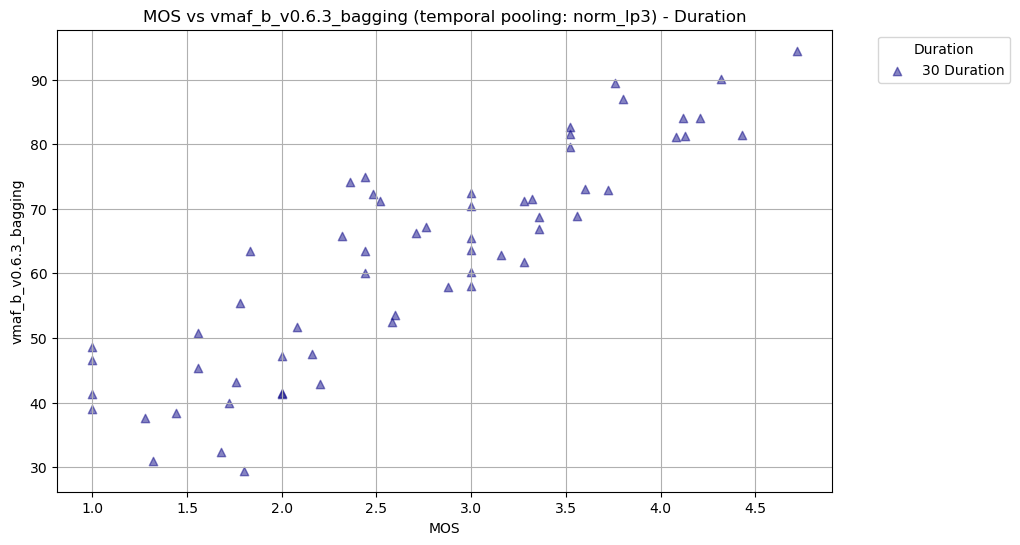 MOS vs vmaf_b_v0.6.3_bagging (temporal pooling: norm_lp3) - Duration
Duration
30 Duration
vmaf_b_v0.6.3_bagging
90
80
70
60
50
40
30
1.0 1.5 2.0 2.5 3.0 3.5 4.0 4.5
MOS